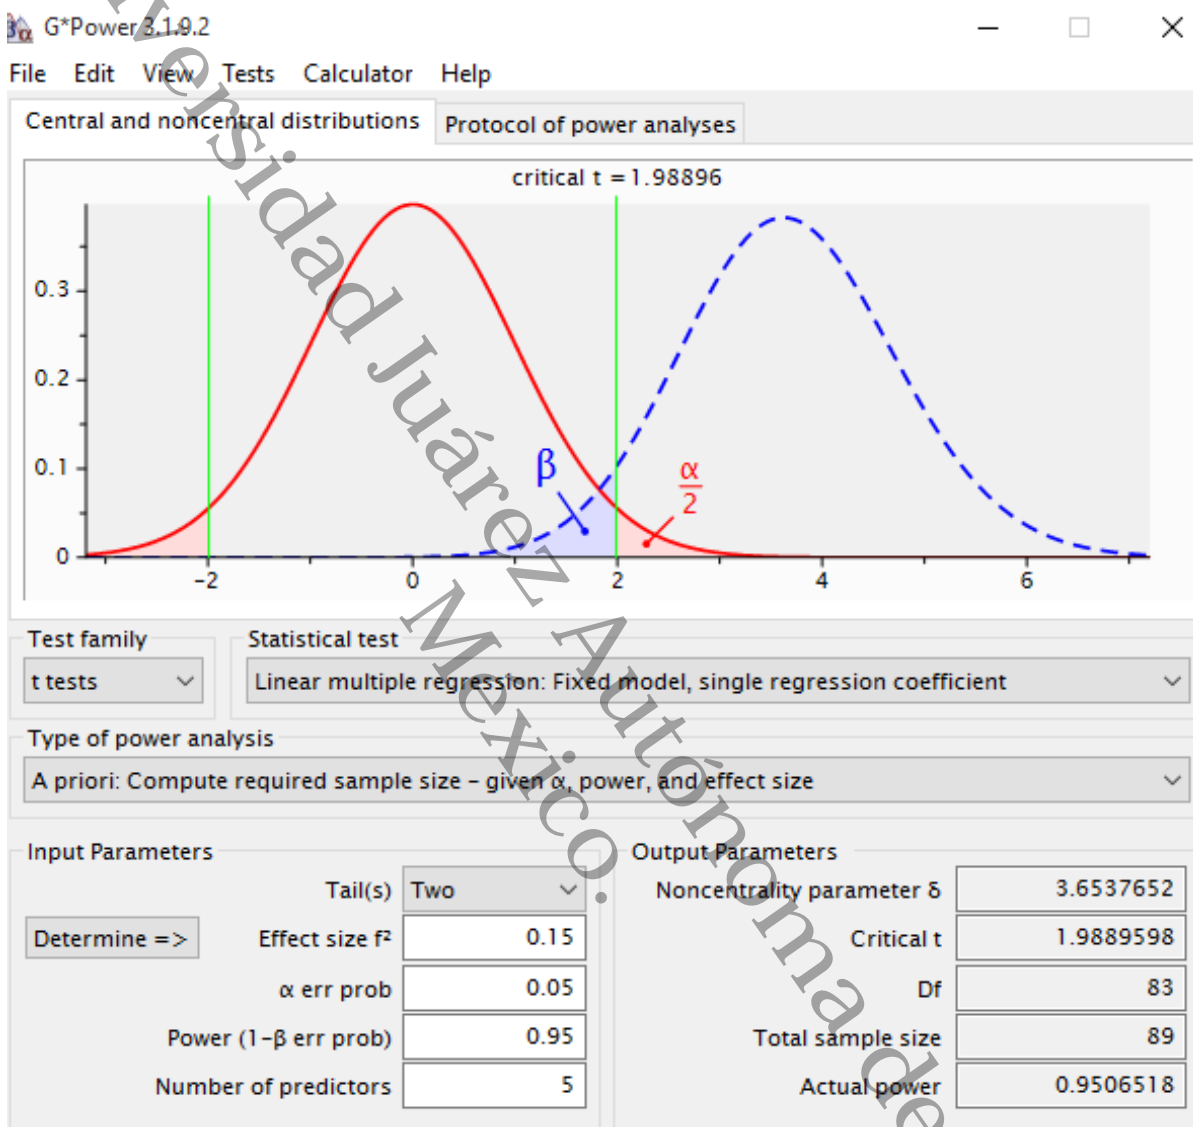 G*Power 3.1.9.2
File Edit View Tests Calculator Help
Central and noncentral distributions Protocol of power analyses
critical t = 1.98896
0.3
0.2
0.1
0
-2 0 2 4 6
β
α
2
Test family
t tests
Statistical test
Linear multiple regression: Fixed model, single regression coefficient
Type of power analysis
A priori: Compute required sample size – given α, power, and effect size
Input Parameters
Tail(s) Two
Determine => Effect size f² 0.15
α err prob 0.05
Power (1-β err prob) 0.95
Number of predictors 5
Output Parameters
Noncentrality parameter δ 3.6537652
Critical t 1.9889598
Df 83
Total sample size 89
Actual power 0.9506518
Juárez Autónoma de
México.